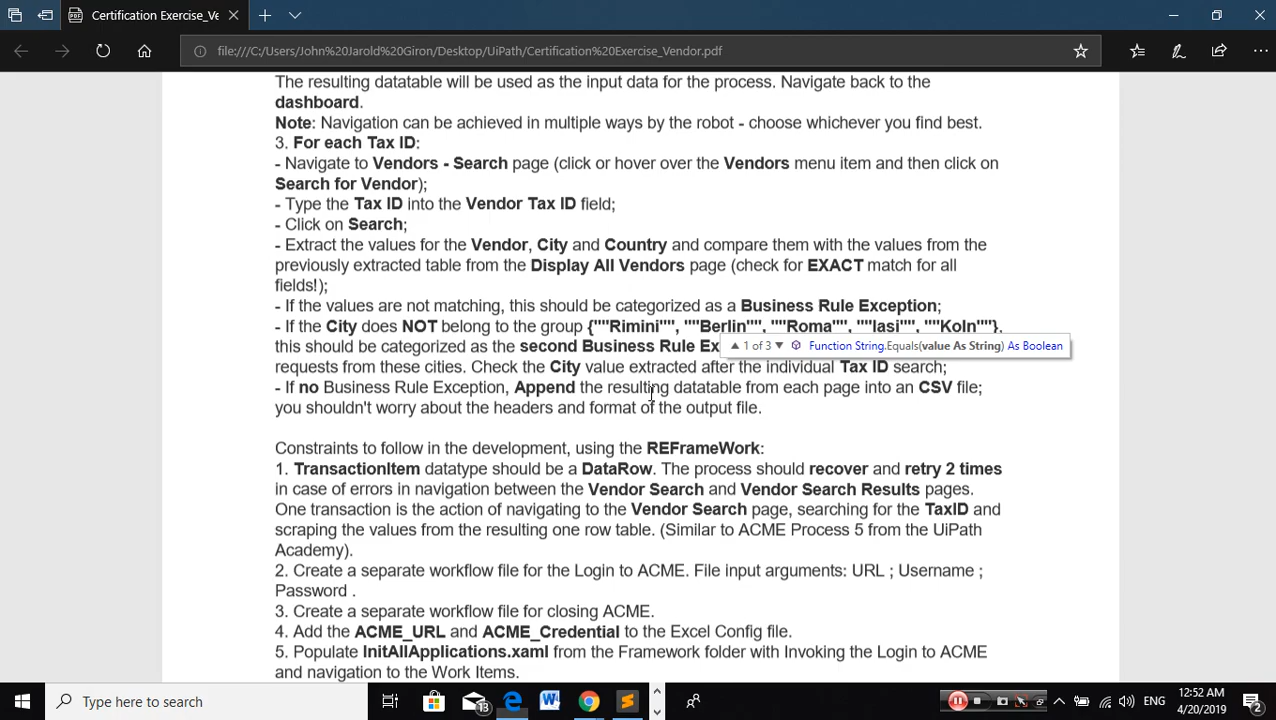 PDF Certification Exercise_Ve
file:///C:/Users/John%20Jarold%20Giron/Desktop/UiPath/Certification%20Exercise_Vendor.pdf
The resulting datatable will be used as the input data for the process. Navigate back to the
dashboard.
Note: Navigation can be achieved in multiple ways by the robot - choose whichever you find best.
3. For each Tax ID:
- Navigate to Vendors - Search page (click or hover over the Vendors menu item and then click on
Search for Vendor);
- Type the Tax ID into the Vendor Tax ID field;
- Click on Search;
- Extract the values for the Vendor, City and Country and compare them with the values from the
previously extracted table from the Display All Vendors page (check for EXACT match for all
fields!);
- If the values are not matching, this should be categorized as a Business Rule Exception;
- If the City does NOT belong to the group {""Rimini"", ""Berlin"", ""Roma"", ""Iasi"", ""Koln""},
this should be categorized as the second Business Rule Ex
▲ 1 of 3 ▼ Function String.Equals(value As String) As Boolean
requests from these cities. Check the City value extracted after the individual Tax ID search;
- If no Business Rule Exception, Append the resulting datatable from each page into an CSV file;
you shouldn't worry about the headers and format of the output file.
Constraints to follow in the development, using the REFrameWork:
1. TransactionItem datatype should be a DataRow. The process should recover and retry 2 times
in case of errors in navigation between the Vendor Search and Vendor Search Results pages.
One transaction is the action of navigating to the Vendor Search page, searching for the TaxID and
scraping the values from the resulting one row table. (Similar to ACME Process 5 from the UiPath
Academy).
2. Create a separate workflow file for the Login to ACME. File input arguments: URL ; Username ;
Password .
3. Create a separate workflow file for closing ACME.
4. Add the ACME_URL and ACME_Credential to the Excel Config file.
5. Populate InitAllApplications.xaml from the Framework folder with Invoking the Login to ACME
and navigation to the Work Items.
Type here to search
13
ENG
12:52 AM
4/20/2019
2